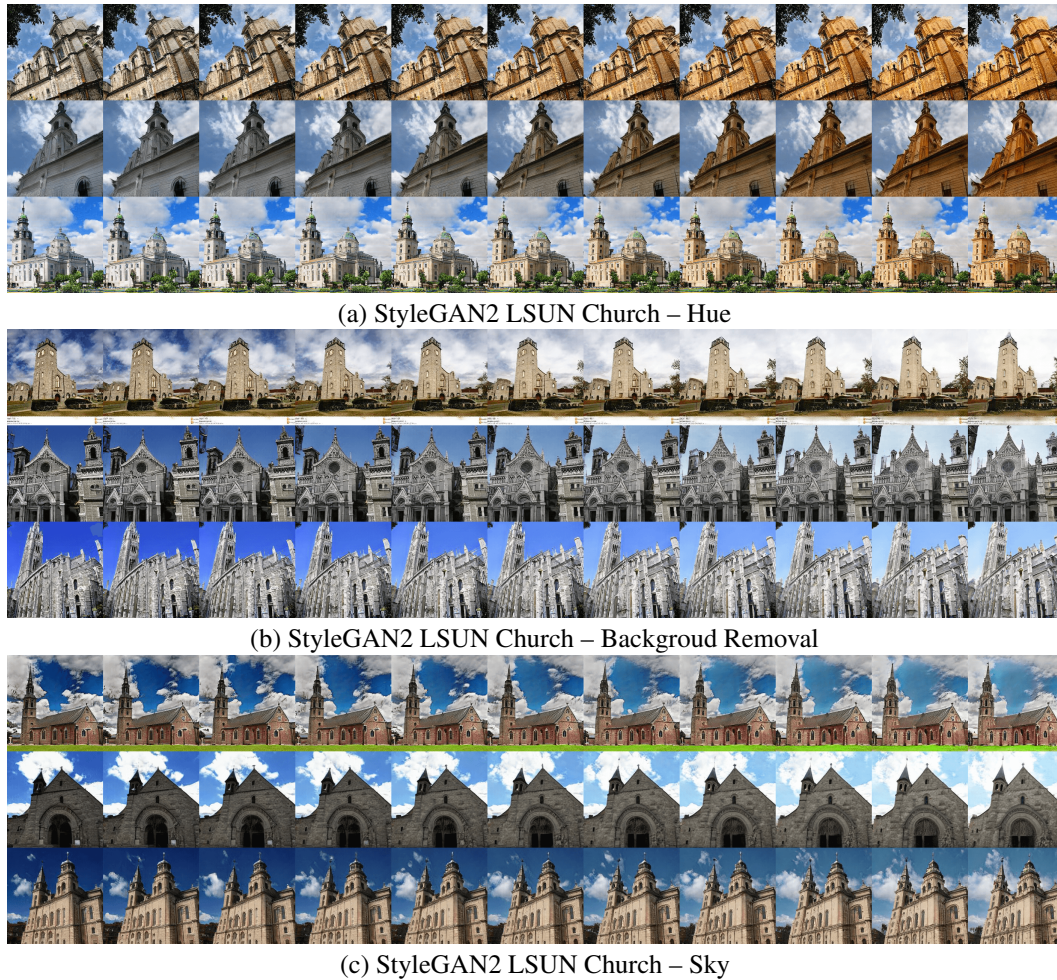 (a) StyleGAN2 LSUN Church – Hue
(b) StyleGAN2 LSUN Church – Backgroud Removal
(c) StyleGAN2 LSUN Church – Sky